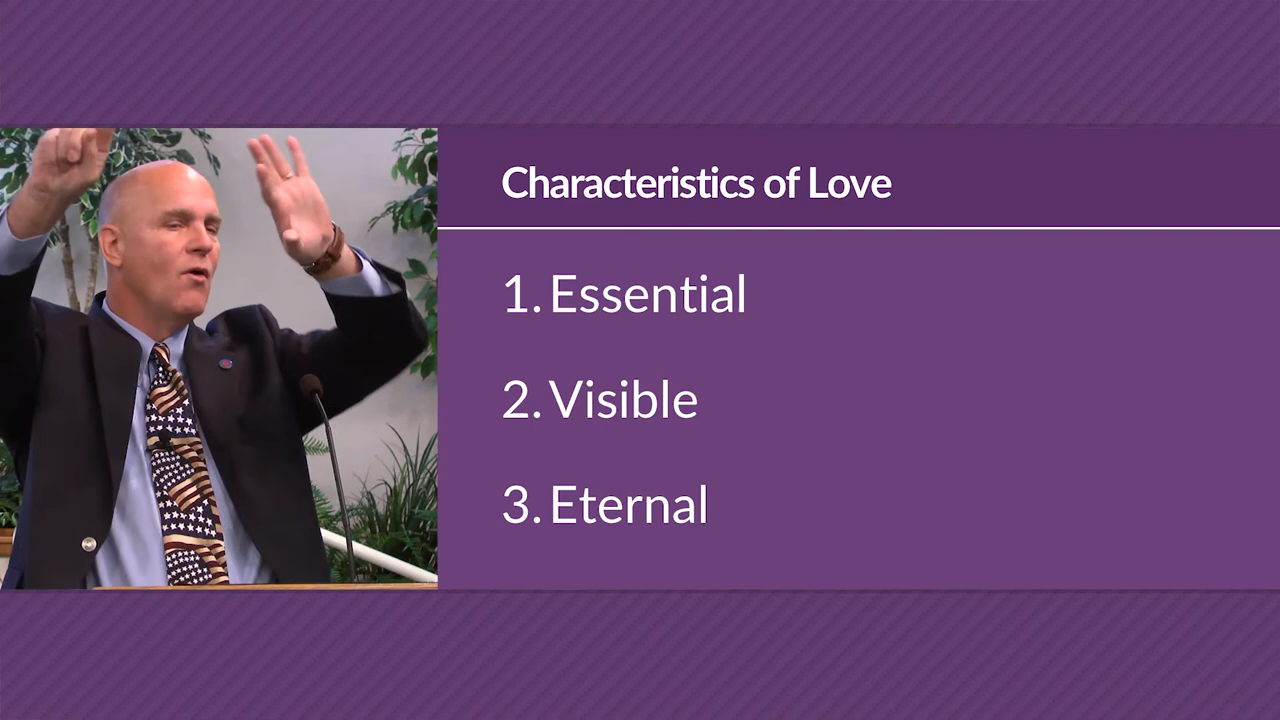 Characteristics of Love
1. Essential
2. Visible
3. Eternal